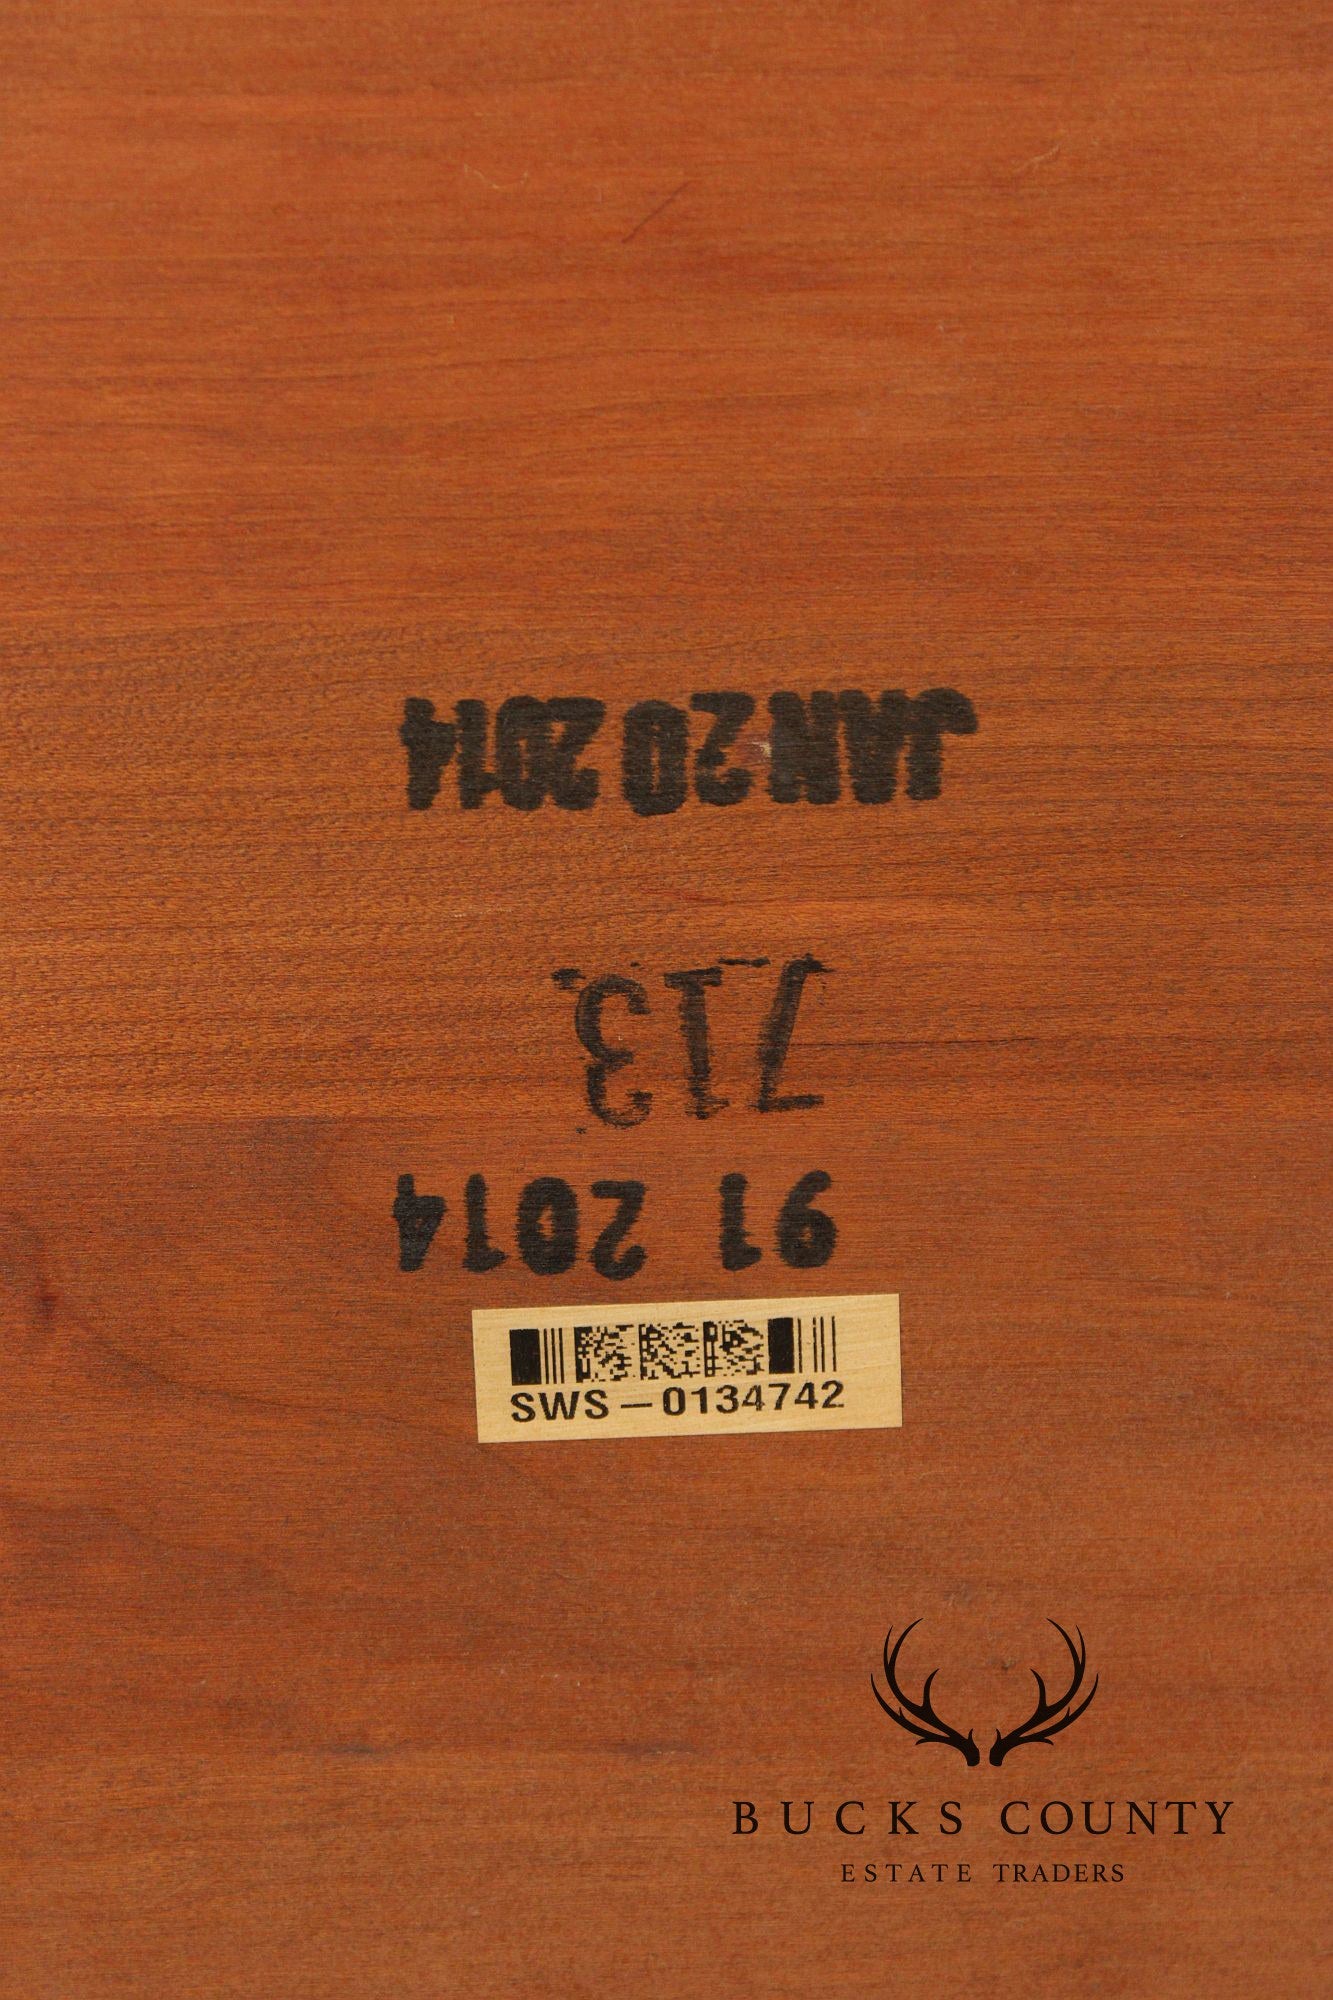 JAN 20 2014
713
91 2014
SWS-0134742
BUCKS COUNTY
ESTATE TRADERS